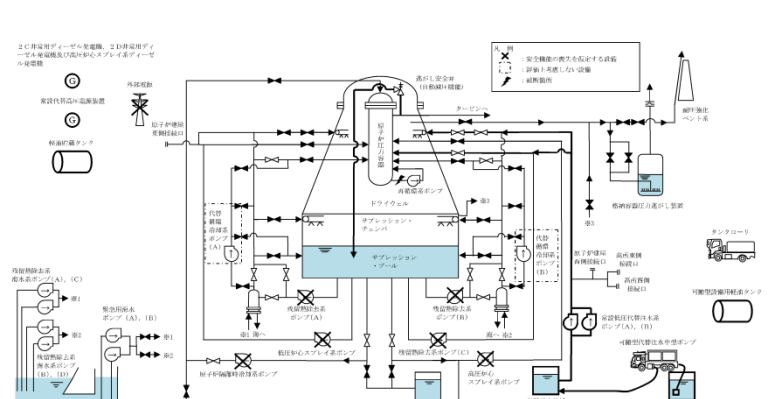 ２Ｃ非常用ディーゼル発電機、２Ｄ非常用ディ
ーゼル発電機及び高圧炉心スプレイ系ディーゼ
ル発電機
G
常設代替高圧電源装置
G
軽油貯蔵タンク
外部電源
原子炉建屋
東側接続口
逃がし安全弁
(自動減圧機能)
凡 例
：安全機能の喪失を仮定する設備
：評価上考慮しない設備
：破断箇所
タービンへ
耐圧強化
ベント系
原子炉圧力容器
再循環系ポンプ
ドライウェル
※3
格納容器圧力逃がし装置
※3
代替
循環
冷却系
ポンプ
(A)
サプレッション・
チェンバ
サプレッション
・プール
代替
循環
冷却系
ポンプ
(B)
原子炉建屋
西側接続口
高所東側
接続口
高所西側
接続口
タンクローリ
可搬型設備用軽油タンク
残留熱除去系
海水系ポンプ(A)，(C)
※1
※2
残留熱除去系
海水系ポンプ
(B)，(D)
緊急用海水
ポンプ(A)，(B)
※1
※2
残留熱除去系
ポンプ(A)
残留熱除去系
ポンプ(B)
※1 海へ
海へ ※2
低圧炉心スプレイ系ポンプ
残留熱除去系ポンプ(C)
常設低圧代替注水系
ポンプ(A)，(B)
原子炉隔離時冷却系ポンプ
高圧炉心
スプレイ系ポンプ
可搬型代替注水中型ポンプ